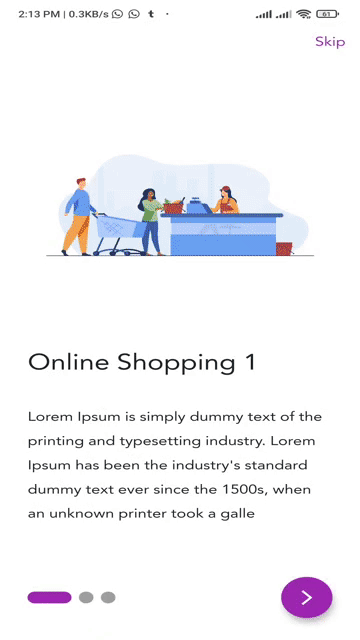 2:13 PM | 0.3KB/s t ·
61
Skip
Online Shopping 1
Lorem Ipsum is simply dummy text of the
printing and typesetting industry. Lorem
Ipsum has been the industry's standard
dummy text ever since the 1500s, when
an unknown printer took a galle